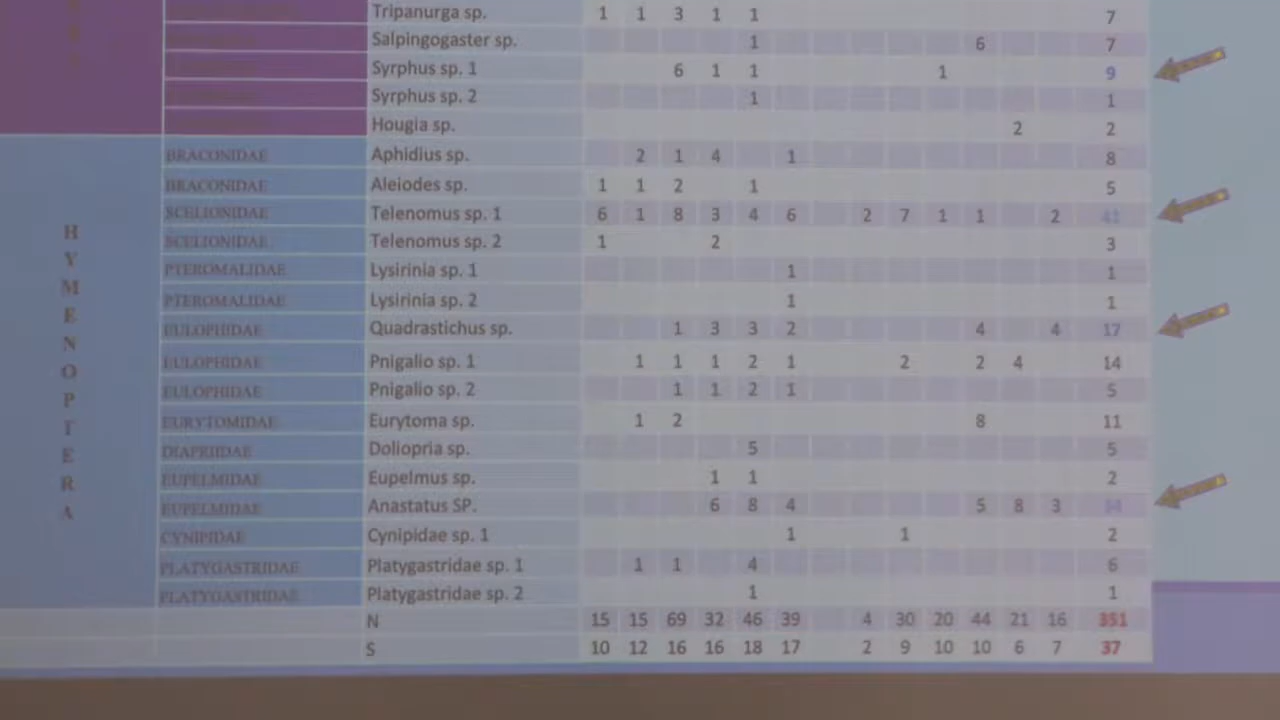 Tripanurga sp. 1 1 3 1 1 7
Salpingogaster sp. 1 6 7
Syrphus sp. 1 6 1 1 1 9
Syrphus sp. 2 1 1
Hougia sp. 2 2
BRACONIDAE Aphidius sp. 2 1 4 1 8
BRACONIDAE Aleiodes sp. 1 1 2 1 5
SCELIONIDAE Telenomus sp. 1 6 1 8 3 4 6 2 7 1 1 2 41
SCELIONIDAE Telenomus sp. 2 1 2 3
PTEROMALIDAE Lysirinia sp. 1 1 1
PTEROMALIDAE Lysirinia sp. 2 1 1
EULOPHIDAE Quadrastichus sp. 1 3 3 2 4 4 17
EULOPHIDAE Pnigalio sp. 1 1 1 1 2 1 2 2 4 14
EULOPHIDAE Pnigalio sp. 2 1 1 2 1 5
EURYTOMIDAE Eurytoma sp. 1 2 8 11
DIAPRIIDAE Doliopria sp. 5 5
EUPELMIDAE Eupelmus sp. 1 1 2
EUPELMIDAE Anastatus SP. 6 8 4 5 8 3 34
CYNIPIDAE Cynipidae sp. 1 1 1 2
PLATYGASTRIDAE Platygastridae sp. 1 1 1 4 6
PLATYGASTRIDAE Platygastridae sp. 2 1 1
N 15 15 69 32 46 39 4 30 20 44 21 16 351
S 10 12 16 16 18 17 2 9 10 10 6 7 37
HYMENOPTERA